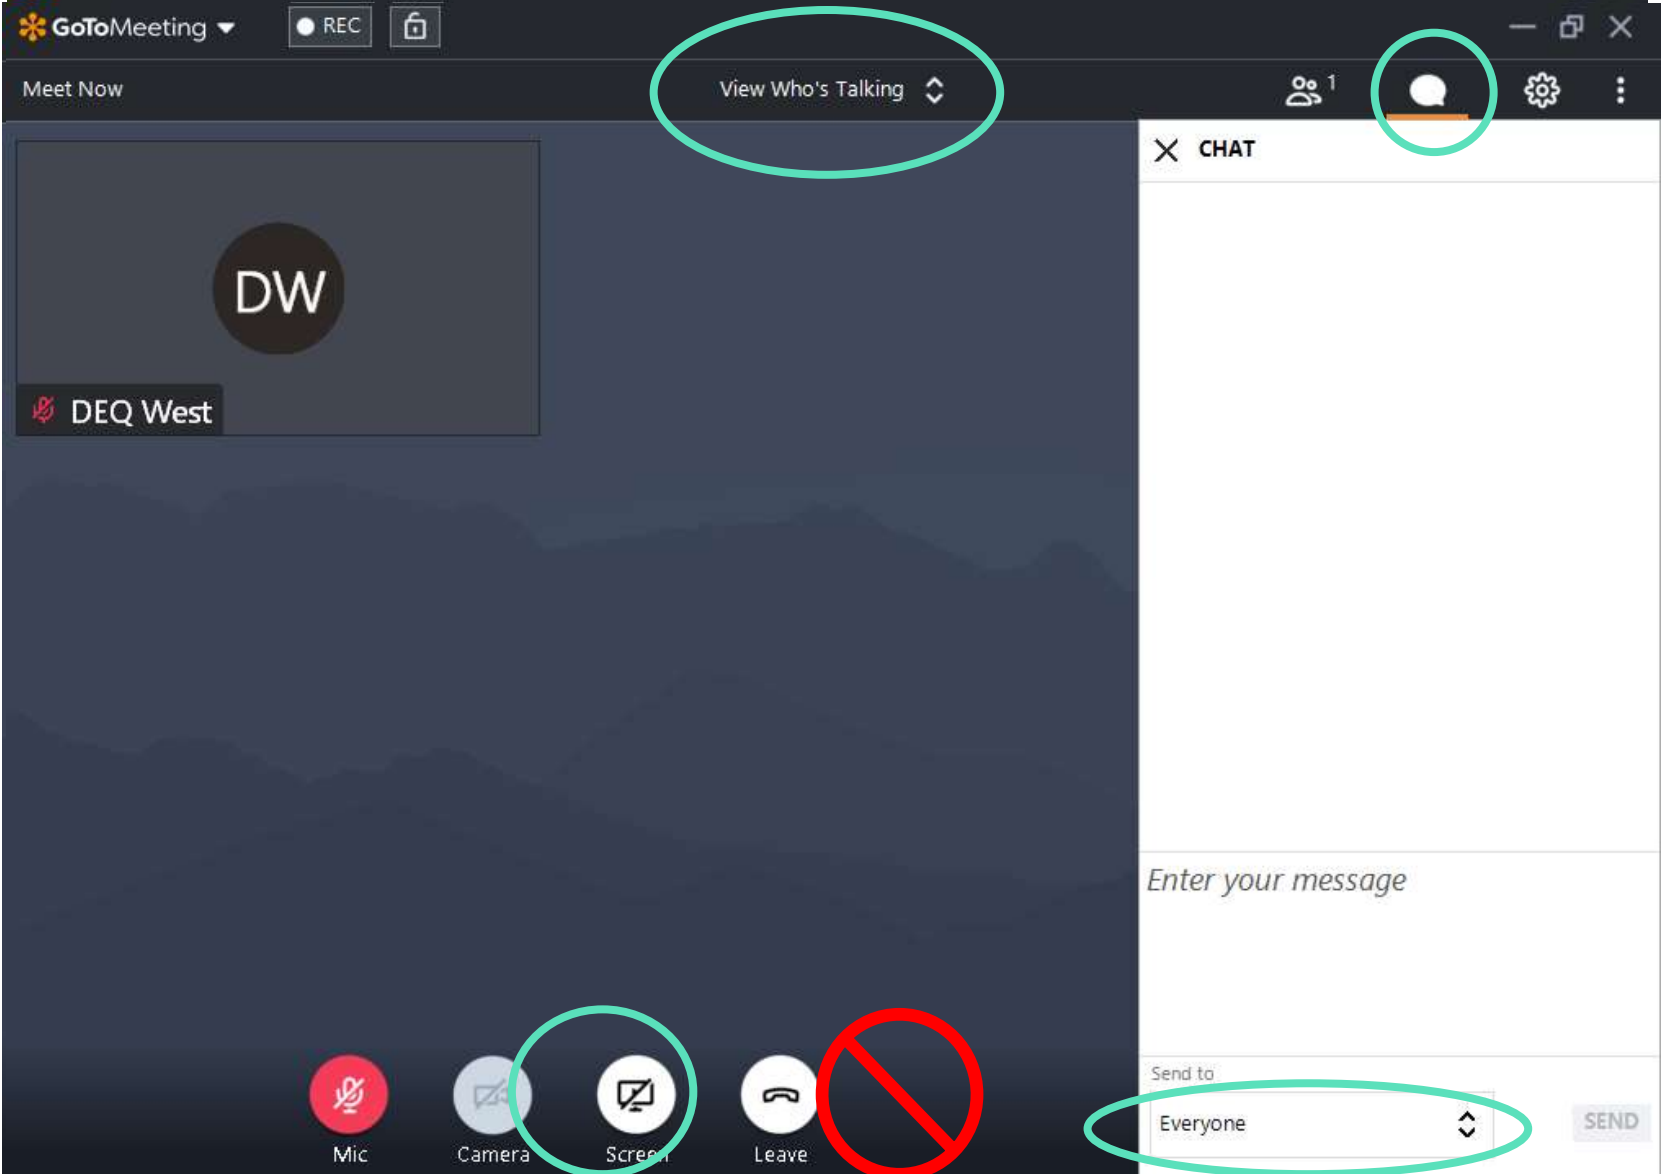 GoToMeeting
REC
Meet Now
View Who's Talking
1
CHAT
DW
DEQ West
Enter your message
Send to
Everyone
SEND
Mic
Camera
Screen
Leave